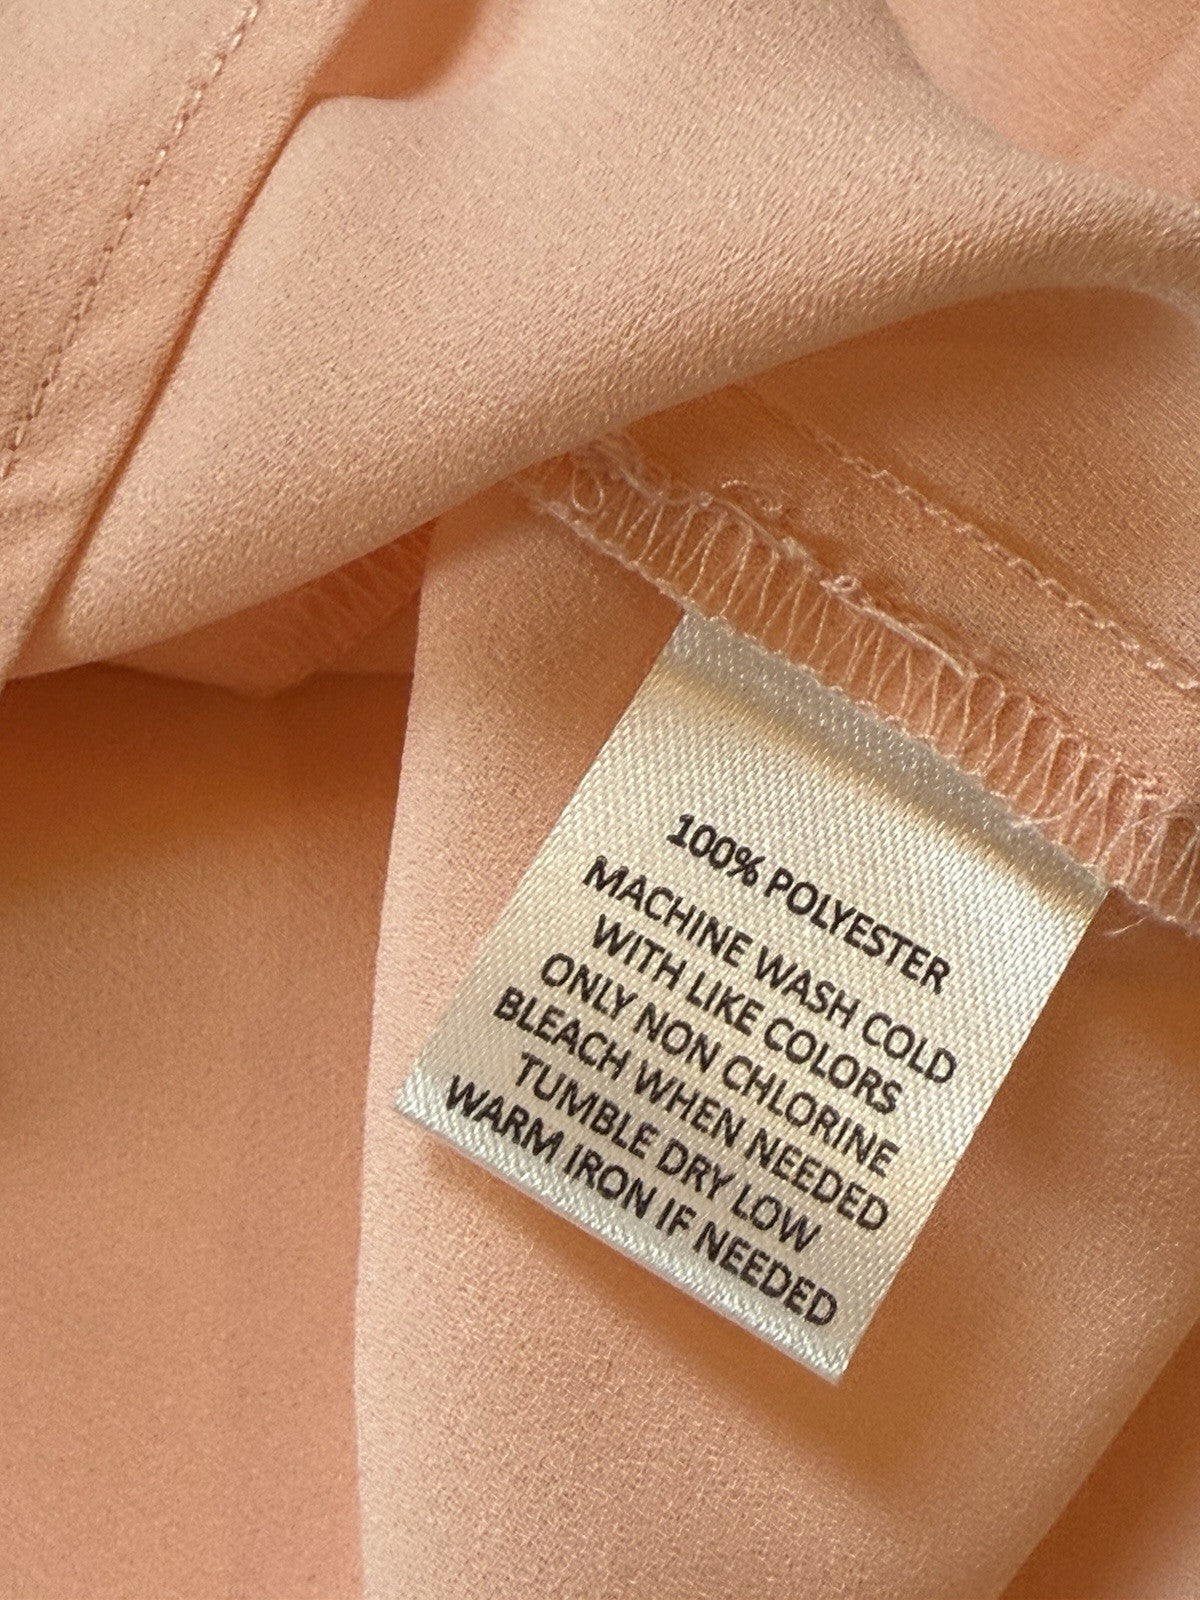 100% POLYESTER
MACHINE WASH COLD
WITH LIKE COLORS
ONLY NON CHLORINE
BLEACH WHEN NEEDED
TUMBLE DRY LOW
WARM IRON IF NEEDED